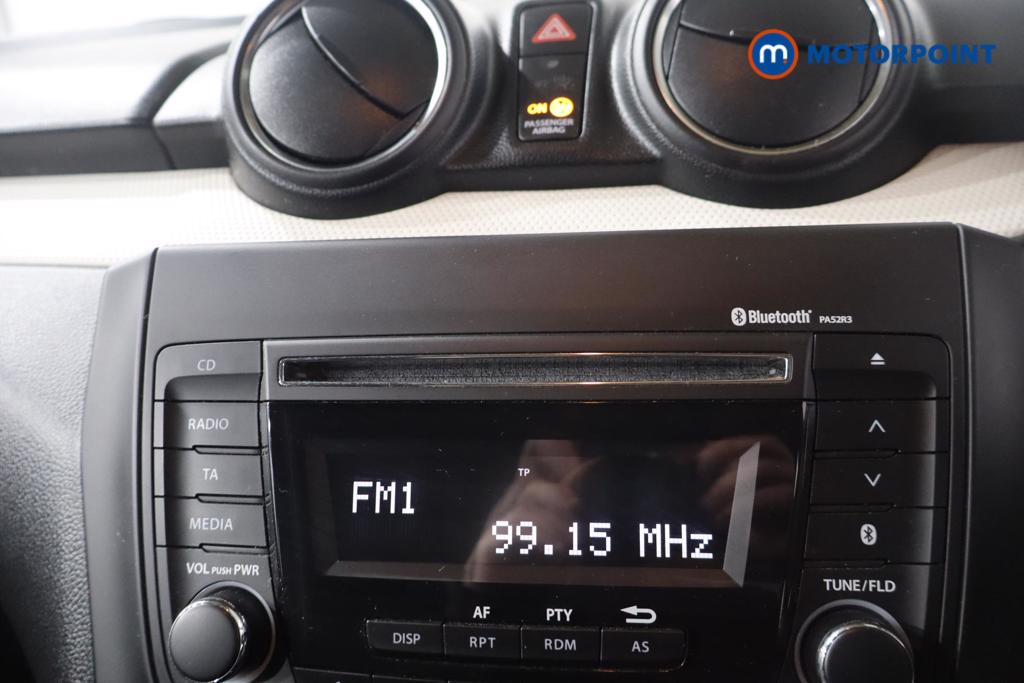 MOTORPOINT
ON
PASSENGER
AIRBAG
Bluetooth PA52R3
CD
RADIO
TA
MEDIA
VOL PUSH PWR
TP
FM1
99.15 MHz
TUNE/FLD
AF PTY
DISP RPT RDM AS